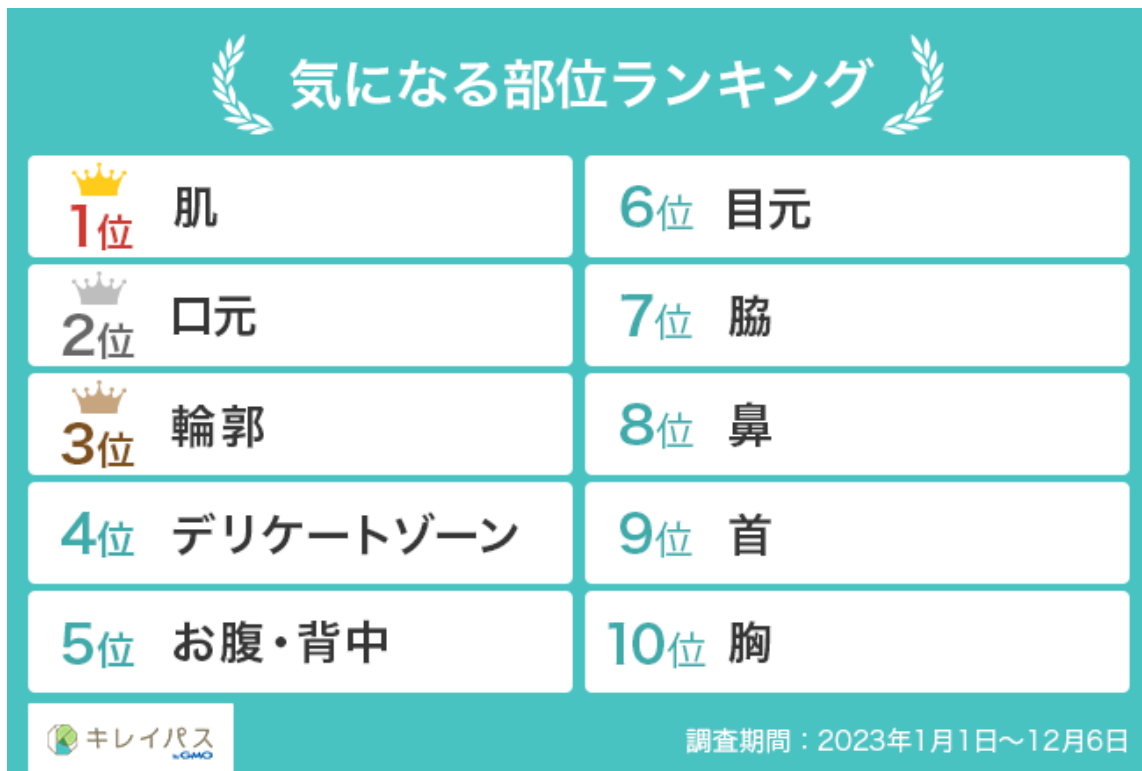 気になる部位ランキング
1位 肌
2位 口元
3位 輪郭
4位 デリケートゾーン
5位 お腹・背中
6位 目元
7位 脇
8位 鼻
9位 首
10位 胸
キレイパス
by GMO
調査期間：2023年1月1日〜12月6日